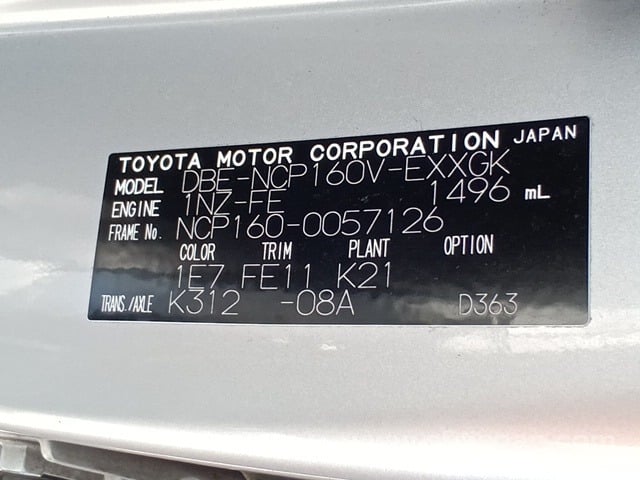 TOYOTA MOTOR CORPORATION JAPAN
MODEL DBE-NCP160V-EXXGK
ENGINE 1NZ-FE 1496 mL
FRAME No. NCP160-0057126
COLOR TRIM PLANT OPTION
1E7 FE11 K21
TRANS./AXLE K312 -08A D363